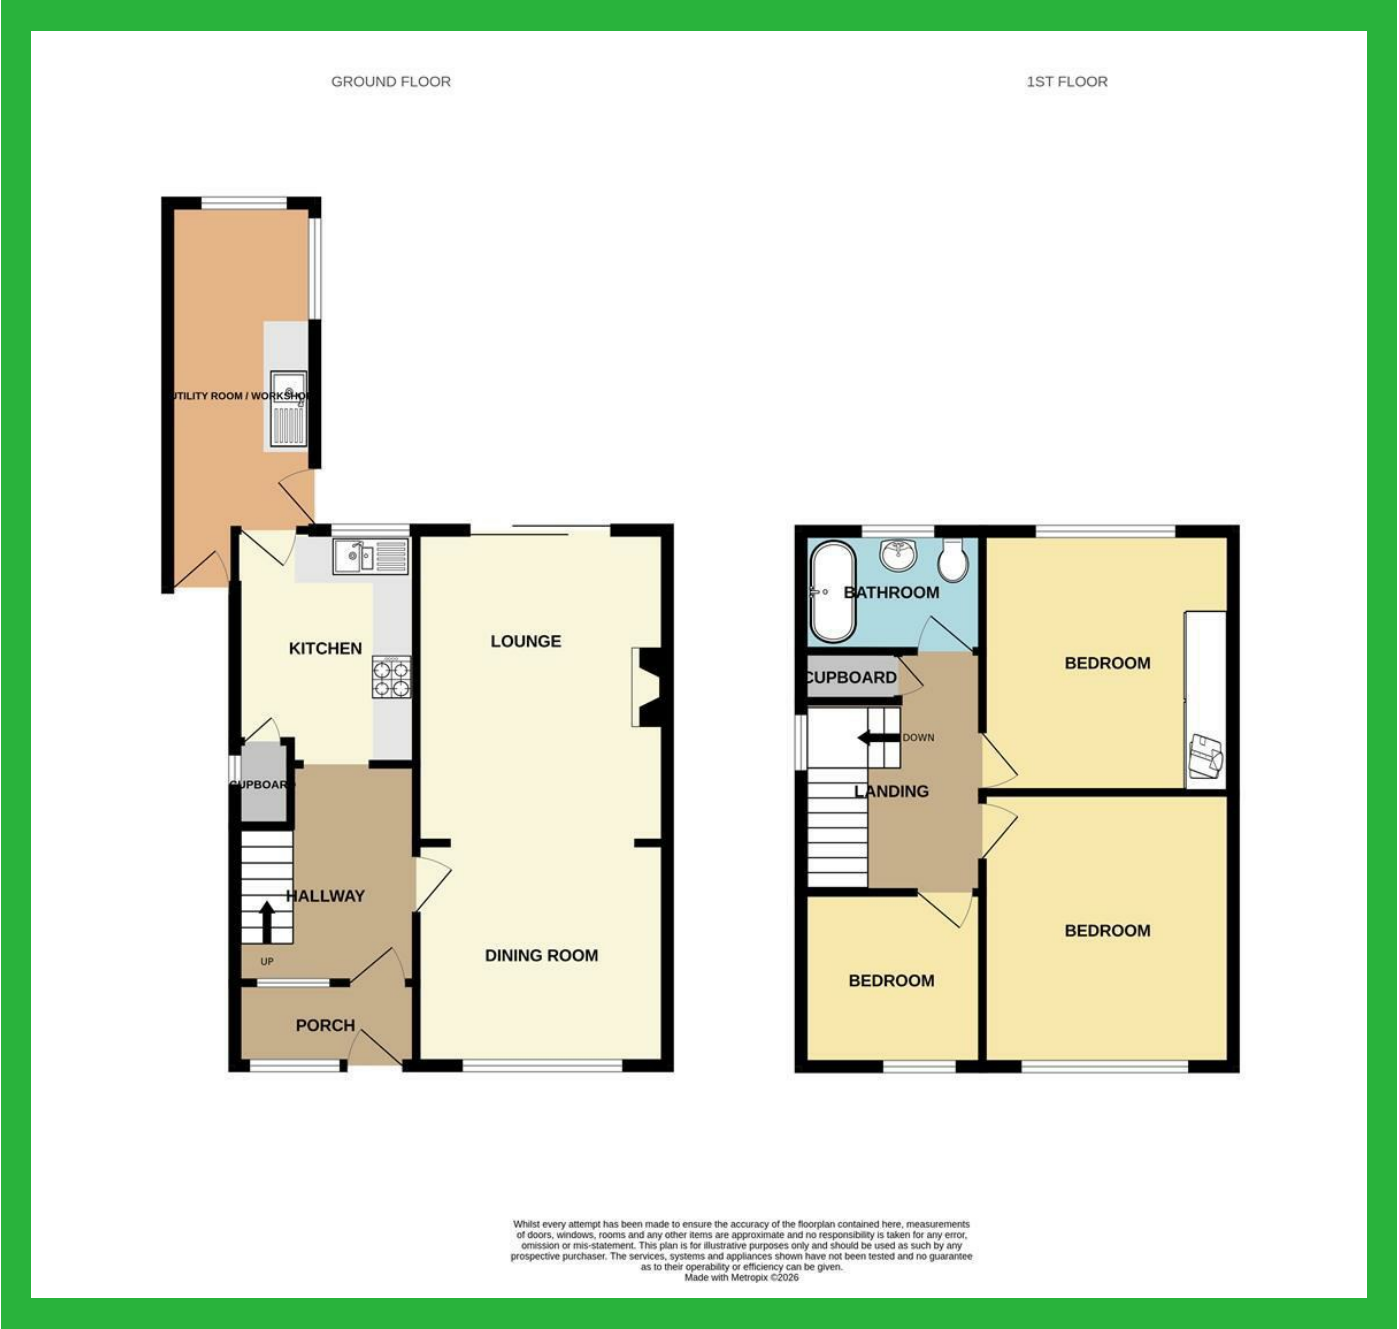 GROUND FLOOR
1ST FLOOR
UTILITY ROOM / WORKSHOP
KITCHEN
LOUNGE
CUPBOARD
HALLWAY
UP
DINING ROOM
PORCH
BATHROOM
CUPBOARD
BEDROOM
DOWN
LANDING
BEDROOM
BEDROOM
Whilst every attempt has been made to ensure the accuracy of the floorplan contained here, measurements
of doors, windows, rooms and any other items are approximate and no responsibility is taken for any error,
omission or mis-statement. This plan is for illustrative purposes only and should be used as such by any
prospective purchaser. The services, systems and appliances shown have not been tested and no guarantee
as to their operability or efficiency can be given.
Made with Metropix ©2026